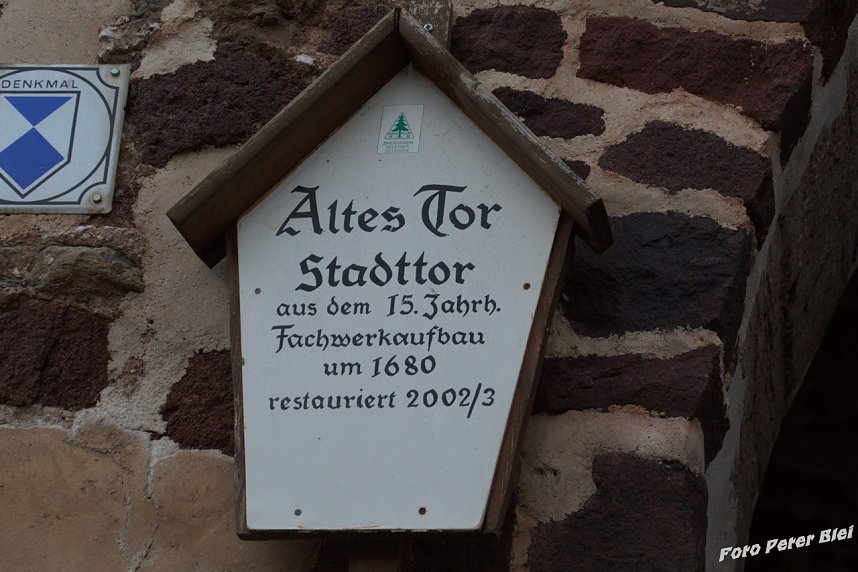 DENKMAL
Altes Tor
Stadttor
aus dem 15. Jahrh.
Fachwerkaufbau
um 1680
restauriert 2002/3
Foto Peter Blei